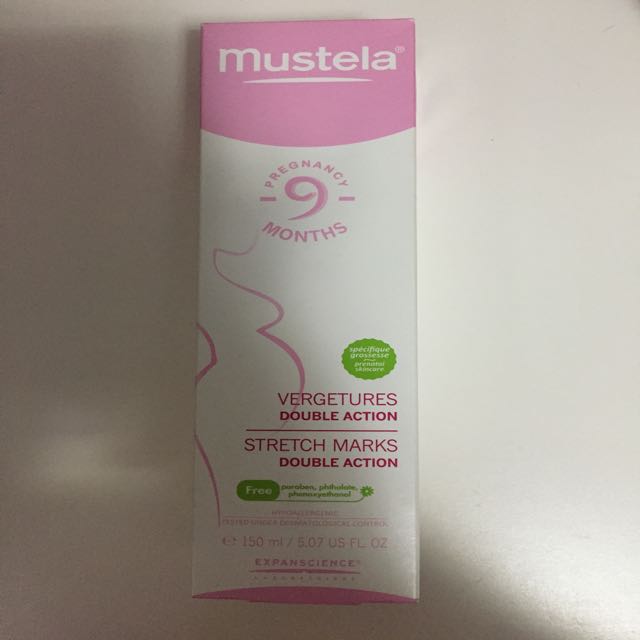 mustela®
PREGNANCY
9
MONTHS
spécifique
grossesse
prenatal
skincare
VERGETURES
DOUBLE ACTION
STRETCH MARKS
DOUBLE ACTION
Free paraben, phthalate,
phenoxyethanol
HYPOALLERGENIC
TESTED UNDER DERMATOLOGICAL CONTROL
℮ 150 ml / 5.07 US FL. OZ
EXPANSCIENCE®
LABORATOIRES